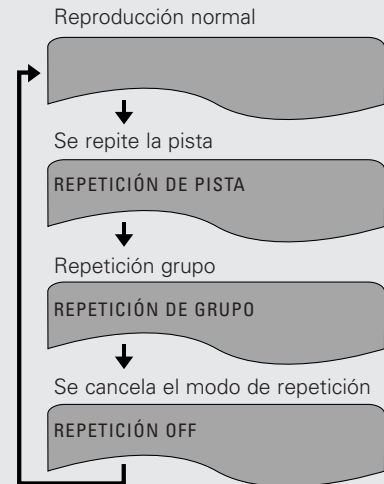 Reproducción normal
Se repite la pista
REPETICIÓN DE PISTA
Repetición grupo
REPETICIÓN DE GRUPO
Se cancela el modo de repetición
REPETICIÓN OFF